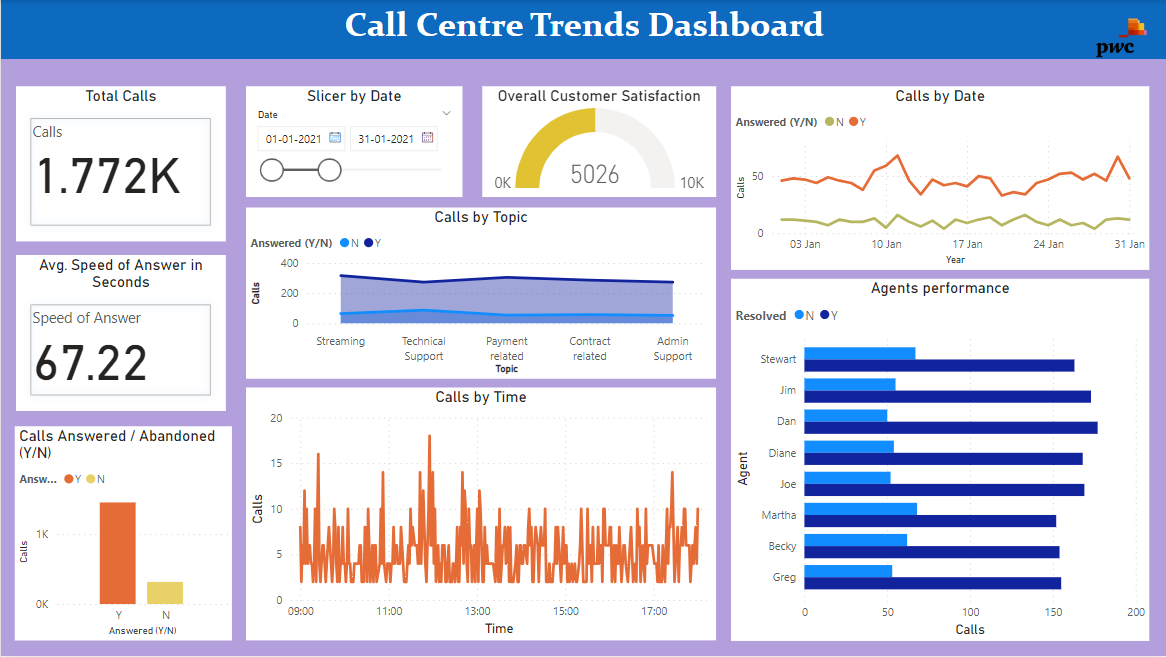 Call Centre Trends Dashboard
pwc
Total Calls
Calls
1.772K
Avg. Speed of Answer in
Seconds
Speed of Answer
67.22
Calls Answered / Abandoned
(Y/N)
Answ... Y N
Calls
1K
0K
Y N
Answered (Y/N)
Slicer by Date
Date
01-01-2021 31-01-2021
Overall Customer Satisfaction
0K 5026 10K
Calls by Topic
Answered (Y/N) N Y
Calls
400
200
0
Streaming Technical Payment Contract Admin
Support related related Support
Topic
Calls by Time
Calls
20
15
10
5
0
09:00 11:00 13:00 15:00 17:00
Time
Calls by Date
Answered (Y/N) N Y
Calls
50
0
03 Jan 10 Jan 17 Jan 24 Jan 31 Jan
Year
Agents performance
Resolved N Y
Agent
Stewart
Jim
Dan
Diane
Joe
Martha
Becky
Greg
0 50 100 150 200
Calls